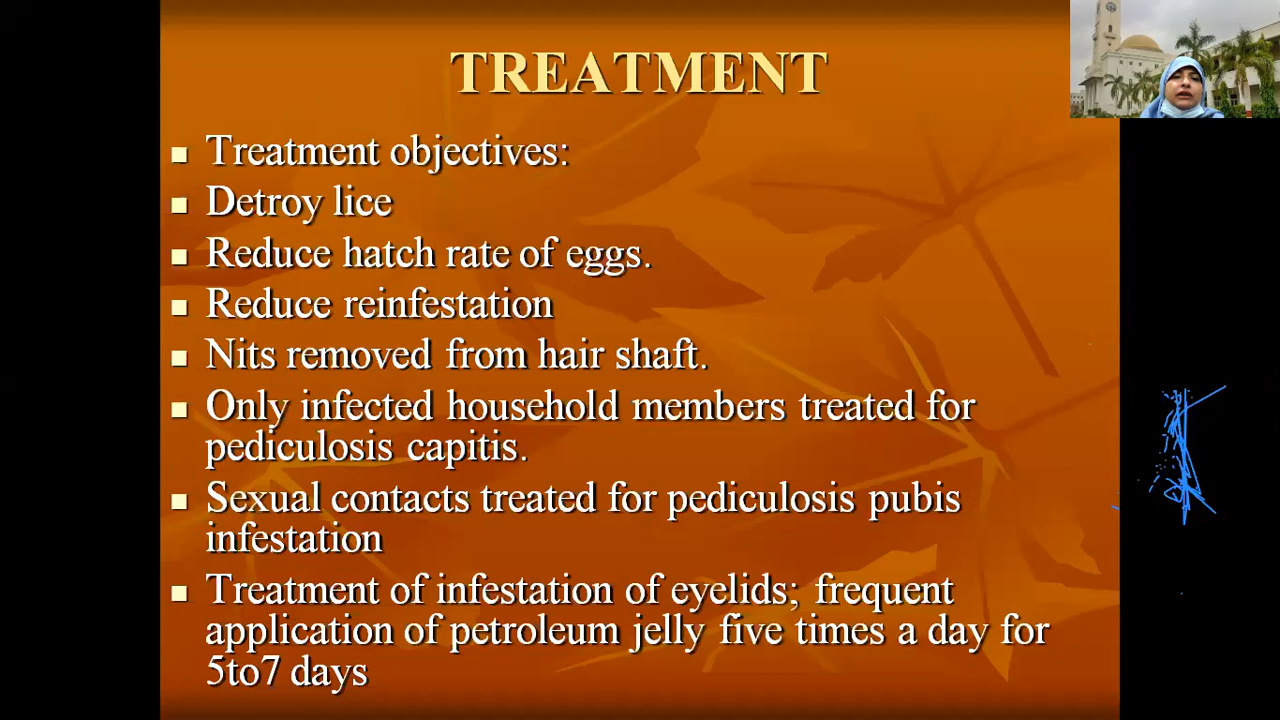 TREATMENT
Treatment objectives:
Detroy lice
Reduce hatch rate of eggs.
Reduce reinfestation
Nits removed from hair shaft.
Only infected household members treated for
pediculosis capitis.
Sexual contacts treated for pediculosis pubis
infestation
Treatment of infestation of eyelids; frequent
application of petroleum jelly five times a day for
5to7 days